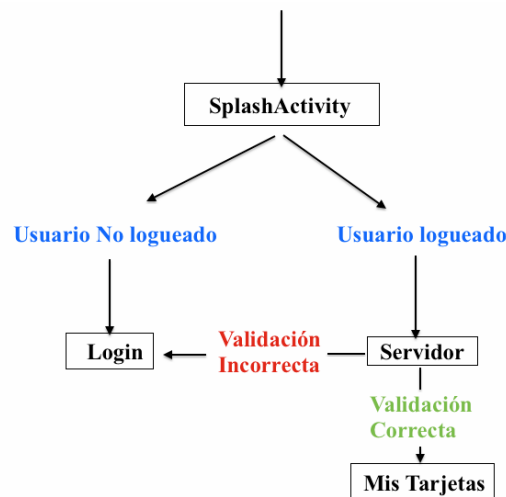 SplashActivity
Usuario No logueado
Usuario logueado
Login
Validación
Incorrecta
Servidor
Validación
Correcta
Mis Tarjetas